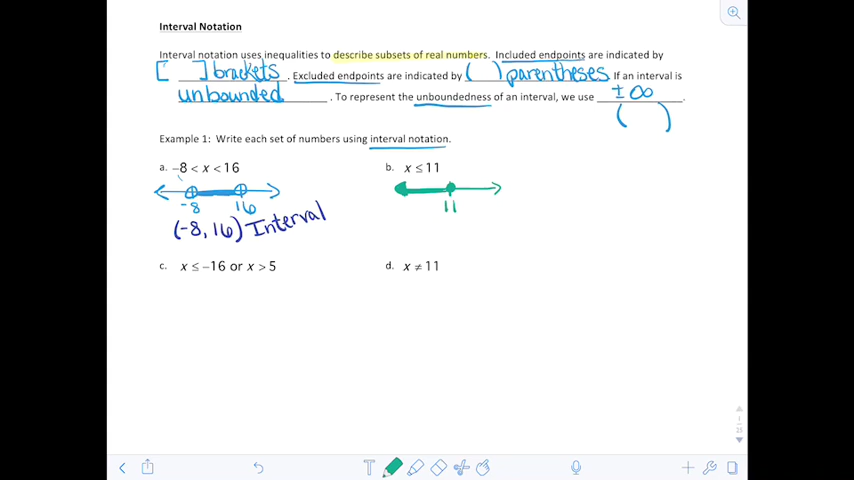 Interval Notation
Interval notation uses inequalities to describe subsets of real numbers. Included endpoints are indicated by
[ ] brackets. Excluded endpoints are indicated by ( ) parentheses. If an interval is
unbounded. To represent the unboundedness of an interval, we use ±∞.
( )
Example 1: Write each set of numbers using interval notation.
a. −8 < x < 16 b. x ≤ 11
-8 16 11
(-8, 16) Interval
c. x ≤ −16 or x > 5 d. x ≠ 11
T